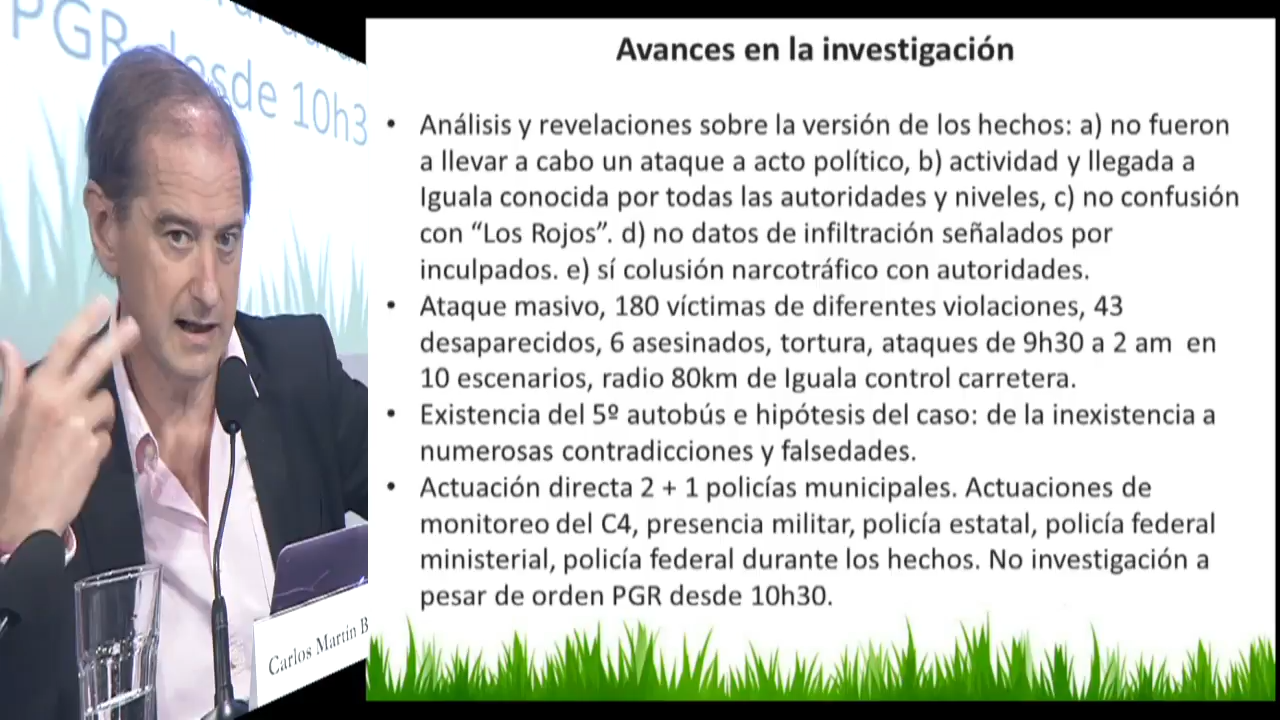 PGR desde 10h3
Carlos Martín B
Avances en la investigación
• Análisis y revelaciones sobre la versión de los hechos: a) no fueron
a llevar a cabo un ataque a acto político, b) actividad y llegada a
Iguala conocida por todas las autoridades y niveles, c) no confusión
con “Los Rojos”. d) no datos de infiltración señalados por
inculpados. e) sí colusión narcotráfico con autoridades.
• Ataque masivo, 180 víctimas de diferentes violaciones, 43
desaparecidos, 6 asesinados, tortura, ataques de 9h30 a 2 am en
10 escenarios, radio 80km de Iguala control carretera.
• Existencia del 5º autobús e hipótesis del caso: de la inexistencia a
numerosas contradicciones y falsedades.
• Actuación directa 2 + 1 policías municipales. Actuaciones de
monitoreo del C4, presencia militar, policía estatal, policía federal
ministerial, policía federal durante los hechos. No investigación a
pesar de orden PGR desde 10h30.